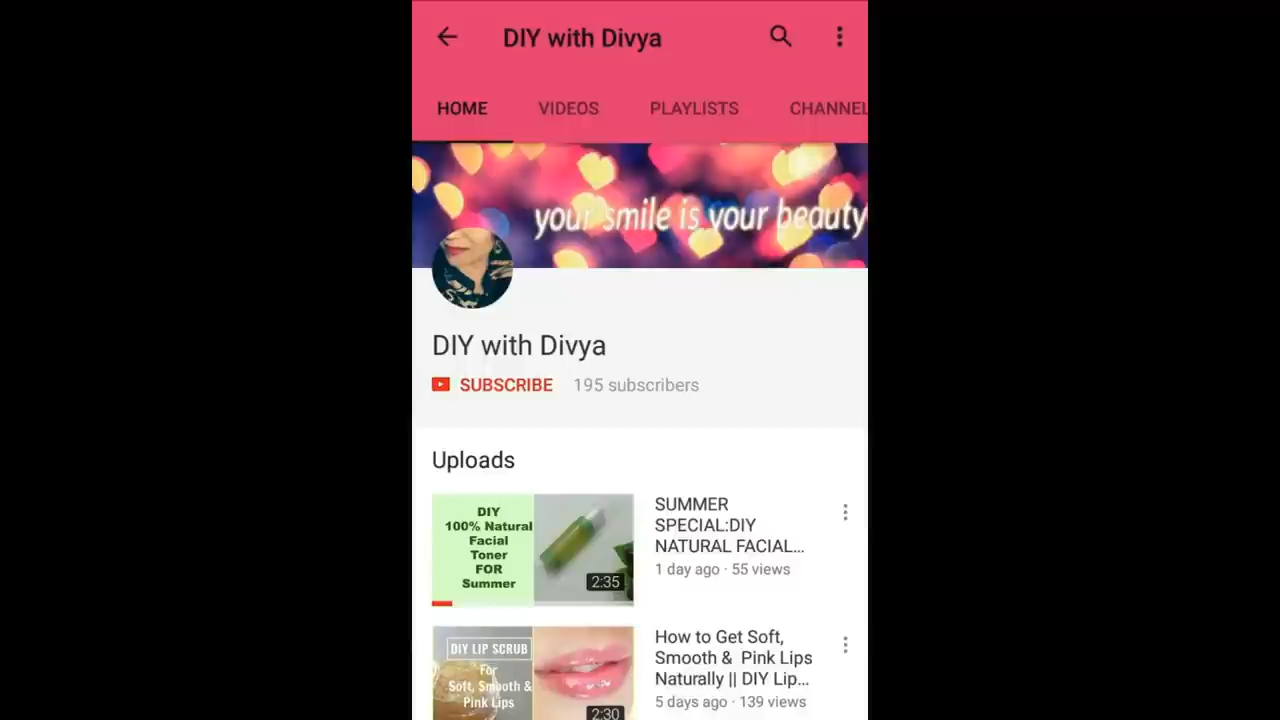 DIY with Divya
HOME VIDEOS PLAYLISTS CHANNEL
your smile is your beauty
DIY with Divya
SUBSCRIBE 195 subscribers
Uploads
DIY
100% Natural
Facial
Toner
FOR
Summer
2:35
SUMMER
SPECIAL:DIY
NATURAL FACIAL...
1 day ago · 55 views
DIY LIP SCRUB
For
Soft, Smooth &
Pink Lips
2:30
How to Get Soft,
Smooth & Pink Lips
Naturally || DIY Lip...
5 days ago · 139 views